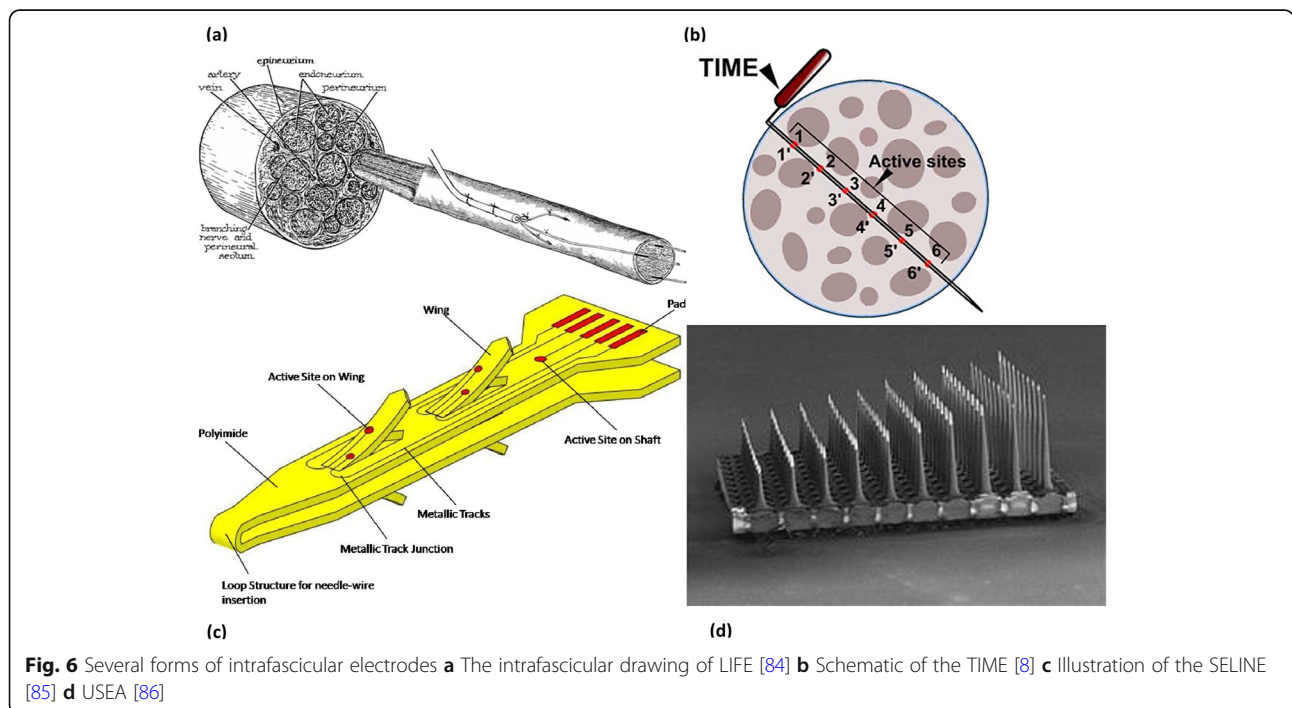 (a)
epineurium
artery
endoneurium
vein
perineurium
branching
nerve and
perineural
septum
(b)
TIME
1
1'
2
Active sites
2'
3
3'
4
4'
5
5'
6
6'
Wing
Pad
Active Site on Wing
Polyimide
Active Site on Shaft
Metallic Tracks
Metallic Track Junction
Loop Structure for needle-wire
insertion
(c)
(d)
Fig. 6 Several forms of intrafascicular electrodes a The intrafascicular drawing of LIFE [84] b Schematic of the TIME [8] c Illustration of the SELINE
[85] d USEA [86]